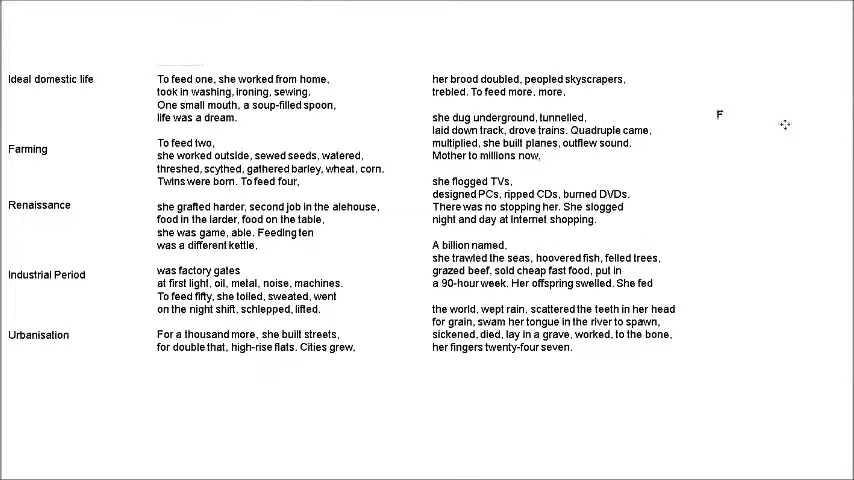 Ideal domestic life
To feed one, she worked from home,
took in washing, ironing, sewing.
One small mouth, a soup-filled spoon,
life was a dream.
Farming
To feed two,
she worked outside, sewed seeds, watered,
threshed, scythed, gathered barley, wheat, corn.
Twins were born. To feed four,
Renaissance
she grafted harder, second job in the alehouse,
food in the larder, food on the table,
she was game, able. Feeding ten
was a different kettle,
Industrial Period
was factory gates
at first light, oil, metal, noise, machines.
To feed fifty, she toiled, sweated, went
on the night shift, schlepped, lifted.
Urbanisation
For a thousand more, she built streets,
for double that, high-rise flats. Cities grew,
her brood doubled, peopled skyscrapers,
trebled. To feed more, more,
she dug underground, tunnelled,
laid down track, drove trains. Quadruple came,
multiplied, she built planes, outflew sound.
Mother to millions now,
she flogged TVs,
designed PCs, ripped CDs, burned DVDs.
There was no stopping her. She slogged
night and day at internet shopping.
A billion named,
she trawled the seas, hoovered fish, felled trees,
grazed beef, sold cheap fast food, put in
a 90-hour week. Her offspring swelled. She fed
the world, wept rain, scattered the teeth in her head
for grain, swam her tongue in the river to spawn,
sickened, died, lay in a grave, worked, to the bone,
her fingers twenty-four seven.
F